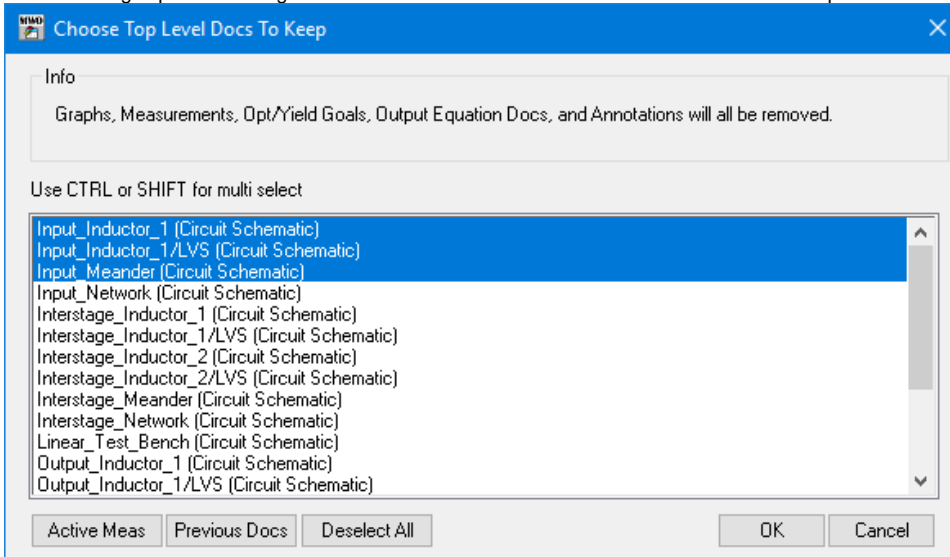 MWO
Choose Top Level Docs To Keep
Info
Graphs, Measurements, Opt/Yield Goals, Output Equation Docs, and Annotations will all be removed.
Use CTRL or SHIFT for multi select
Input_Inductor_1 (Circuit Schematic)
Input_Inductor_1/LVS (Circuit Schematic)
Input_Meander (Circuit Schematic)
Input_Network (Circuit Schematic)
Interstage_Inductor_1 (Circuit Schematic)
Interstage_Inductor_1/LVS (Circuit Schematic)
Interstage_Inductor_2 (Circuit Schematic)
Interstage_Inductor_2/LVS (Circuit Schematic)
Interstage_Meander (Circuit Schematic)
Interstage_Network (Circuit Schematic)
Linear_Test_Bench (Circuit Schematic)
Output_Inductor_1 (Circuit Schematic)
Output_Inductor_1/LVS (Circuit Schematic)
Active Meas Previous Docs Deselect All OK Cancel